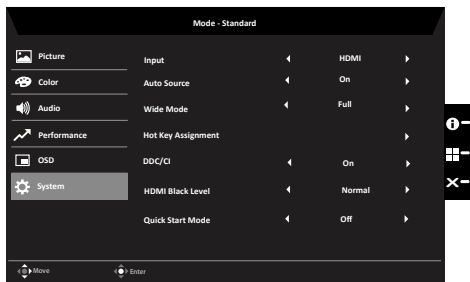 Mode - Standard
Picture
Color
Audio
Performance
OSD
System
Input HDMI
Auto Source On
Wide Mode Full
Hot Key Assignment
DDC/CI On
HDMI Black Level Normal
Quick Start Mode Off
Move Enter